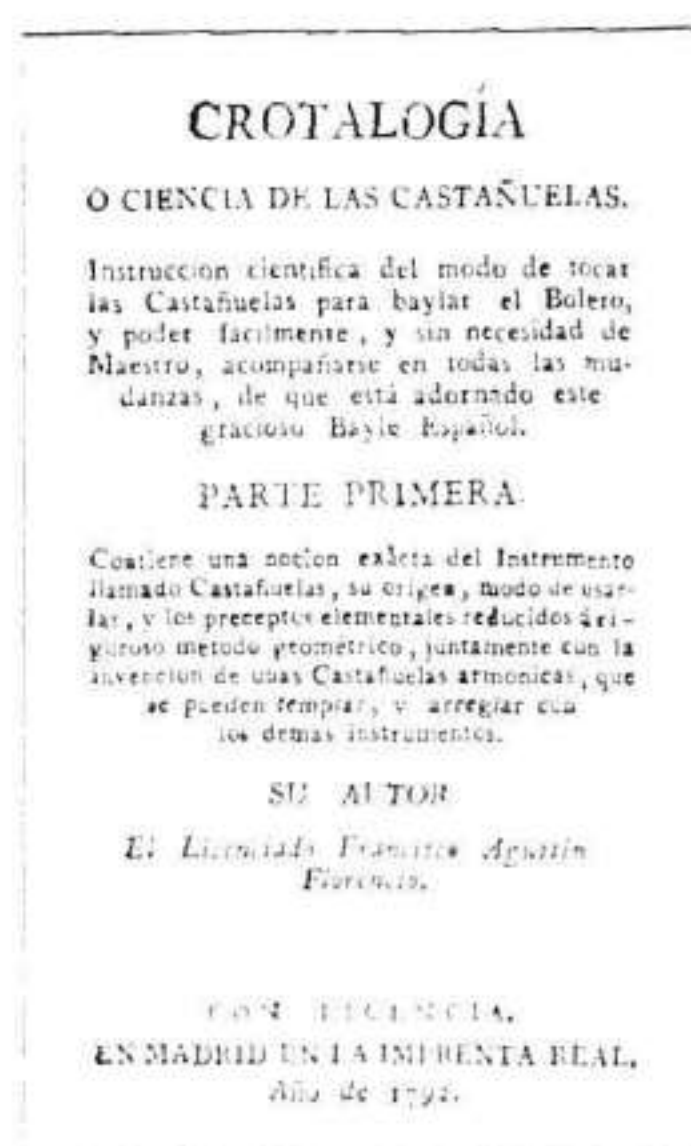 CROTALOGÍA
O CIENCIA DE LAS CASTAÑUELAS.
Instruccion cientifica del modo de tocar
las Castañuelas para baylar el Bolero,
y poder facilmente, y sin necesidad de
Maestro, acompañarse en todas las mu-
danzas, de que está adornado este
gracioso Bayle Español.
PARTE PRIMERA.
Contiene una nocion exâcta del Instrumento
llamado Castañuelas, su origen, modo de usar-
las, y los preceptos elementales reducidos á ri-
guroso metodo geométrico, juntamente con la
invencion de unas Castañuelas armonicas, que
se pueden templar, y arreglar con
los demas instrumentos.
SU AUTOR
El Licenciado Francisco Agustin
Florencio.
CON LICENCIA.
EN MADRID EN LA IMPRENTA REAL.
Año de